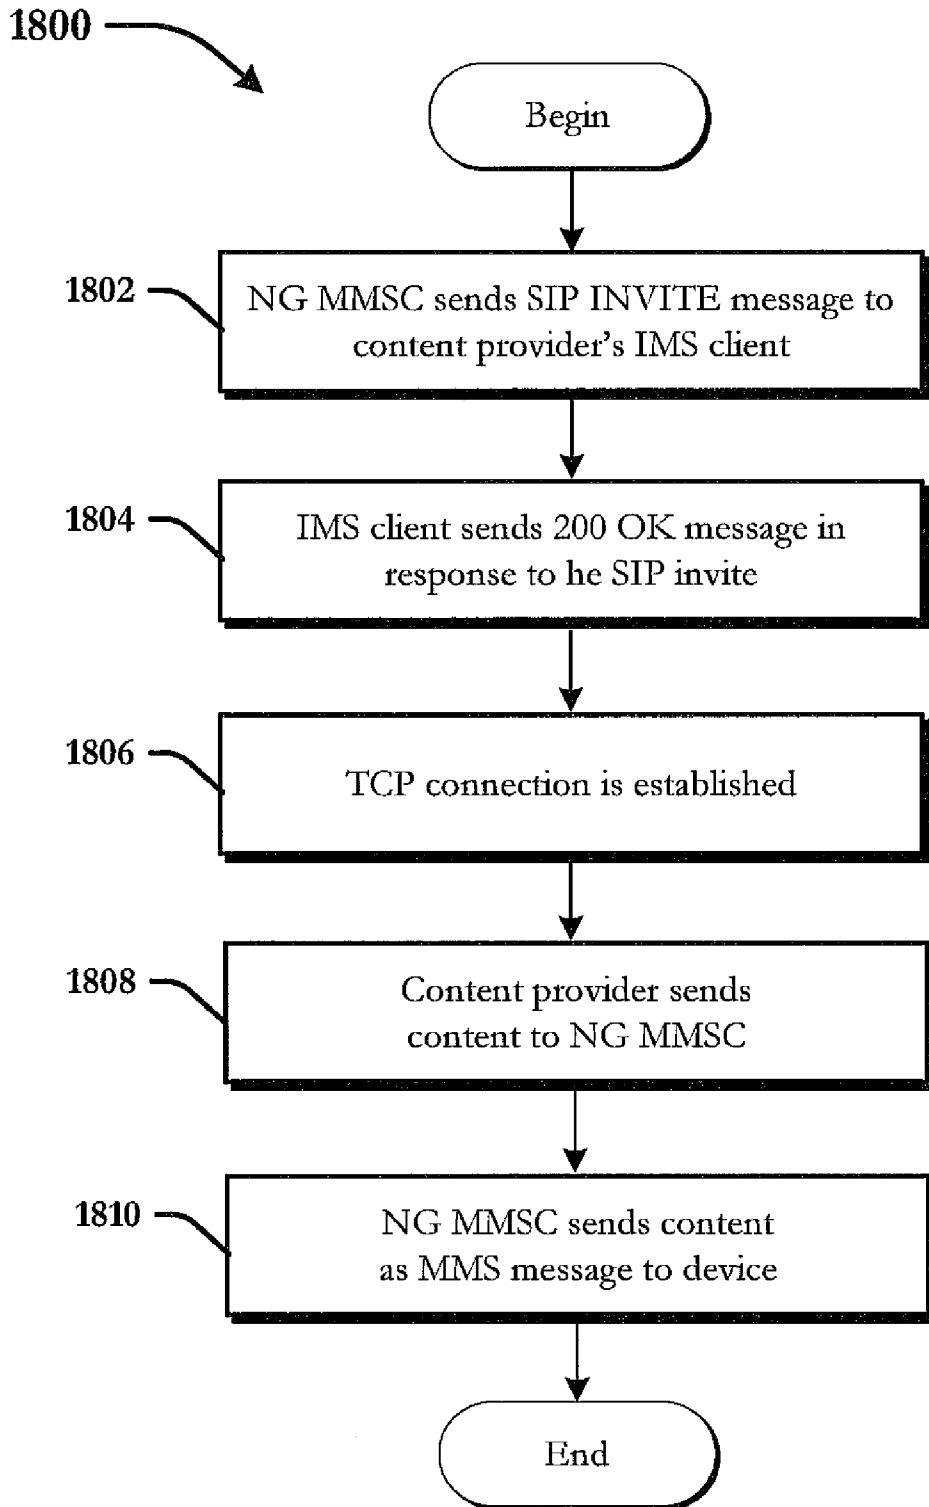 1800
Begin
1802
NG MMSC sends SIP INVITE message to
content provider's IMS client
1804
IMS client sends 200 OK message in
response to he SIP invite
1806
TCP connection is established
1808
Content provider sends
content to NG MMSC
1810
NG MMSC sends content
as MMS message to device
End